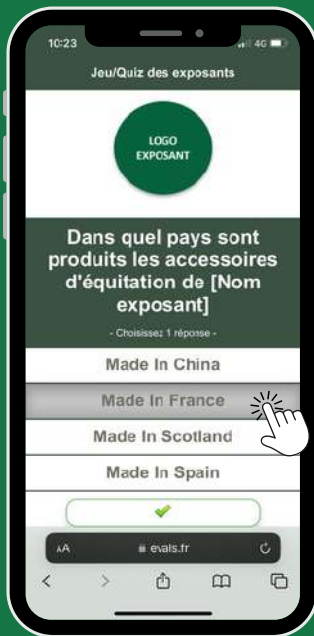 10:23
4G
Jeu/Quiz des exposants
LOGO
EXPOSANT
Dans quel pays sont
produits les accessoires
d'équitation de [Nom
exposant]
- Choisissez 1 réponse -
Made In China
Made In France
Made In Scotland
Made In Spain
AA
evals.fr